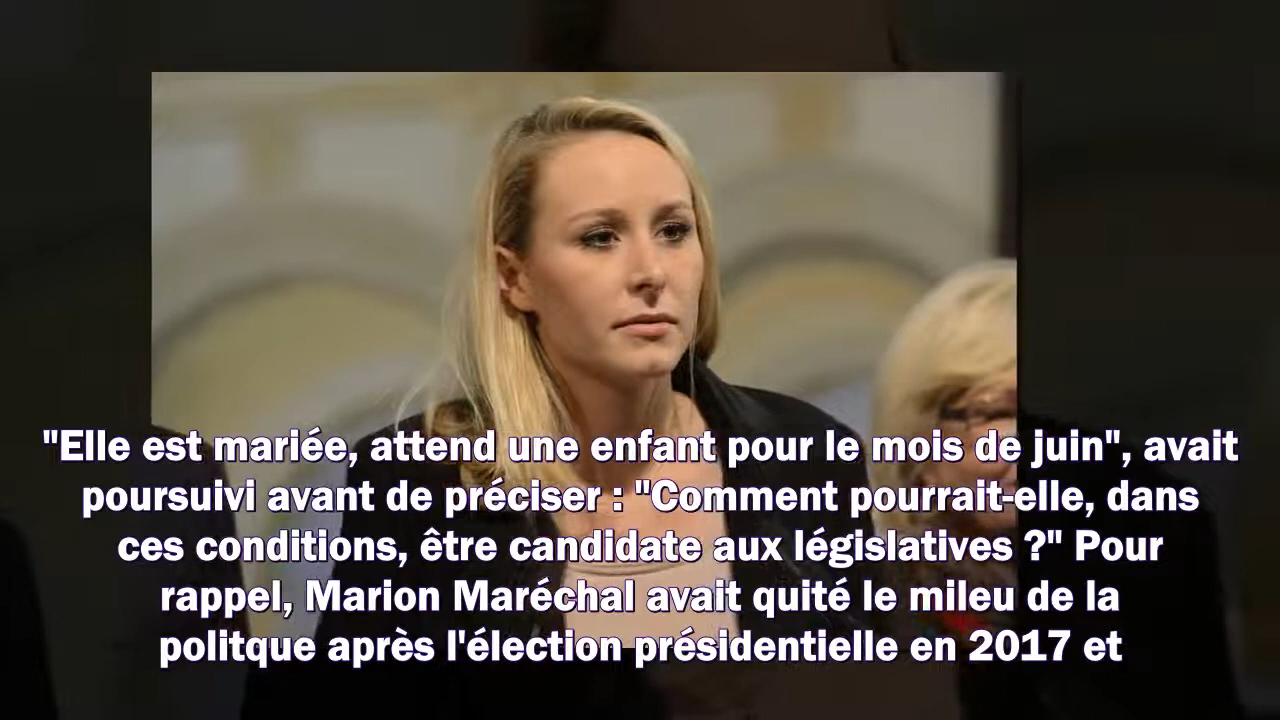 "Elle est mariée, attend une enfant pour le mois de juin", avait
poursuivi avant de préciser : "Comment pourrait-elle, dans
ces conditions, être candidate aux législatives ?" Pour
rappel, Marion Maréchal avait quité le mileu de la
politque après l'élection présidentielle en 2017 et